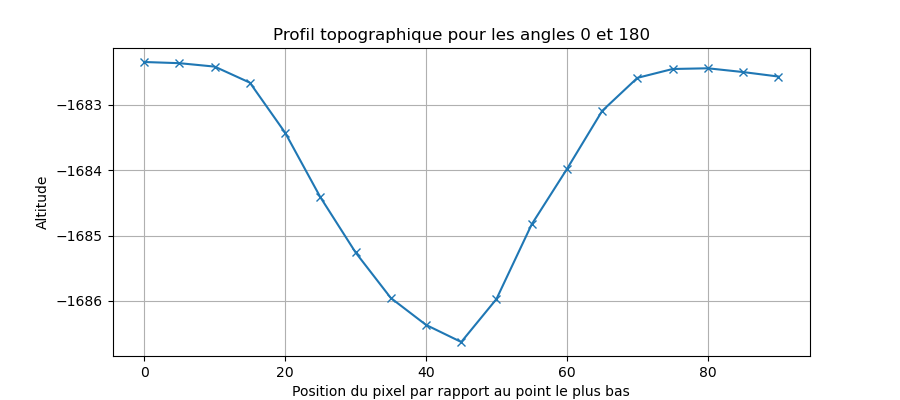 Profil topographique pour les angles 0 et 180
Altitude
−1683
−1684
−1685
−1686
0 20 40 60 80
Position du pixel par rapport au point le plus bas